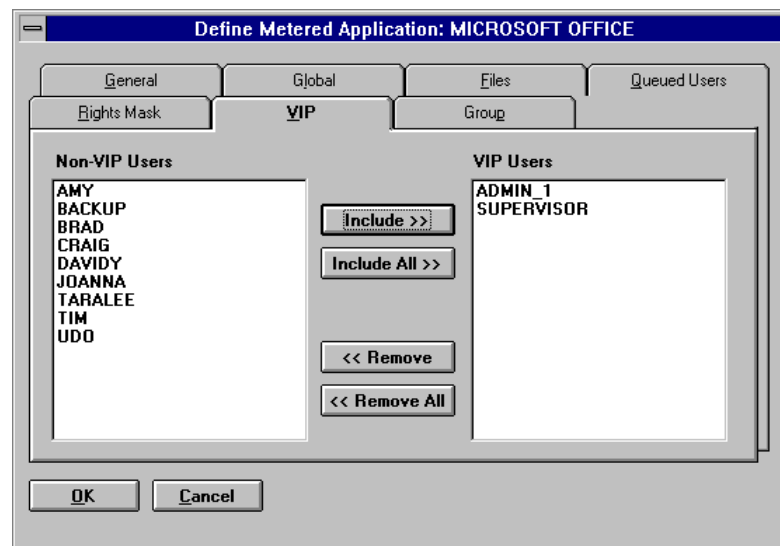 Define Metered Application: MICROSOFT OFFICE
General
Global
Files
Queued Users
Rights Mask
VIP
Group
Non-VIP Users
VIP Users
AMY
BACKUP
BRAD
CRAIG
DAVIDY
JOANNA
TARALEE
TIM
UDO
Include >>
Include All >>
<< Remove
<< Remove All
ADMIN_1
SUPERVISOR
OK
Cancel